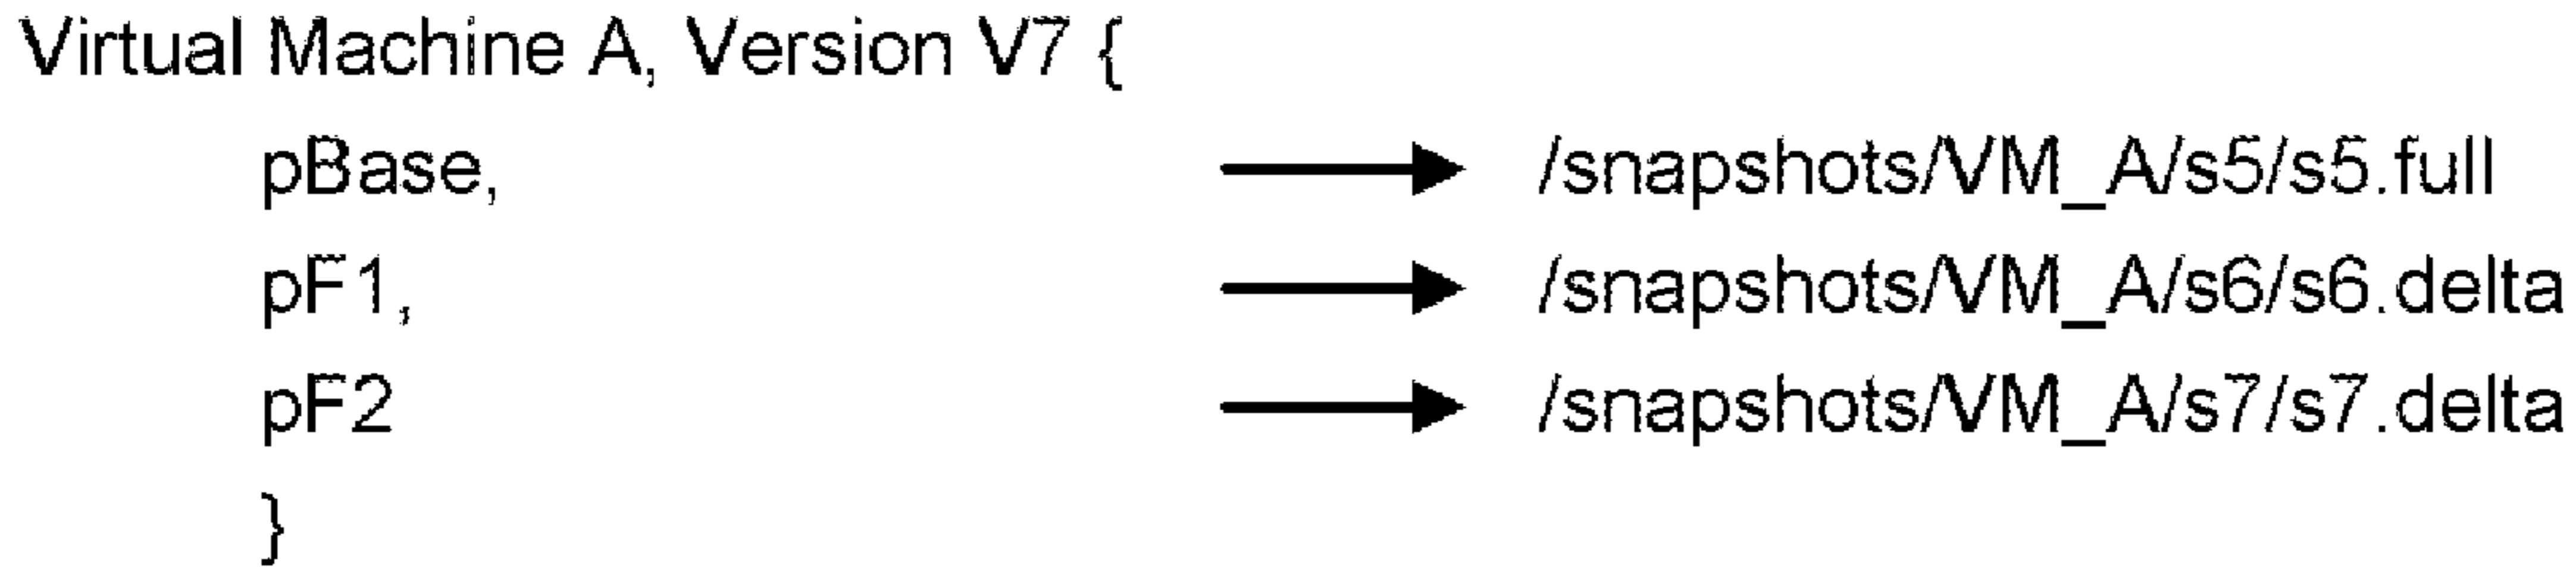 Virtual Machine A, Version V7 {
pBase, /snapshots/VM_A/s5/s5.full
pF1, /snapshots/VM_A/s6/s6.delta
pF2 /snapshots/VM_A/s7/s7.delta
}